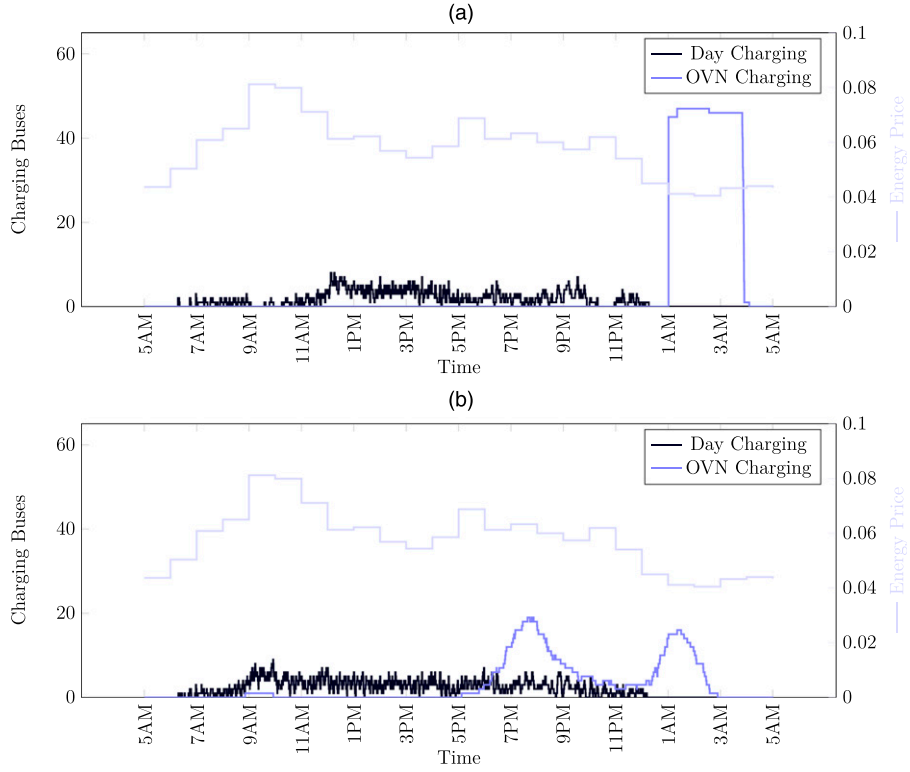 (a)
60
40
20
0
Charging Buses
0.1
0.08
0.06
0.04
0.02
0
Energy Price
Day Charging
OVN Charging
5AM 7AM 9AM 11AM 1PM 3PM 5PM 7PM 9PM 11PM 1AM 3AM 5AM
Time
(b)
60
40
20
0
Charging Buses
0.1
0.08
0.06
0.04
0.02
0
Energy Price
Day Charging
OVN Charging
5AM 7AM 9AM 11AM 1PM 3PM 5PM 7PM 9PM 11PM 1AM 3AM 5AM
Time